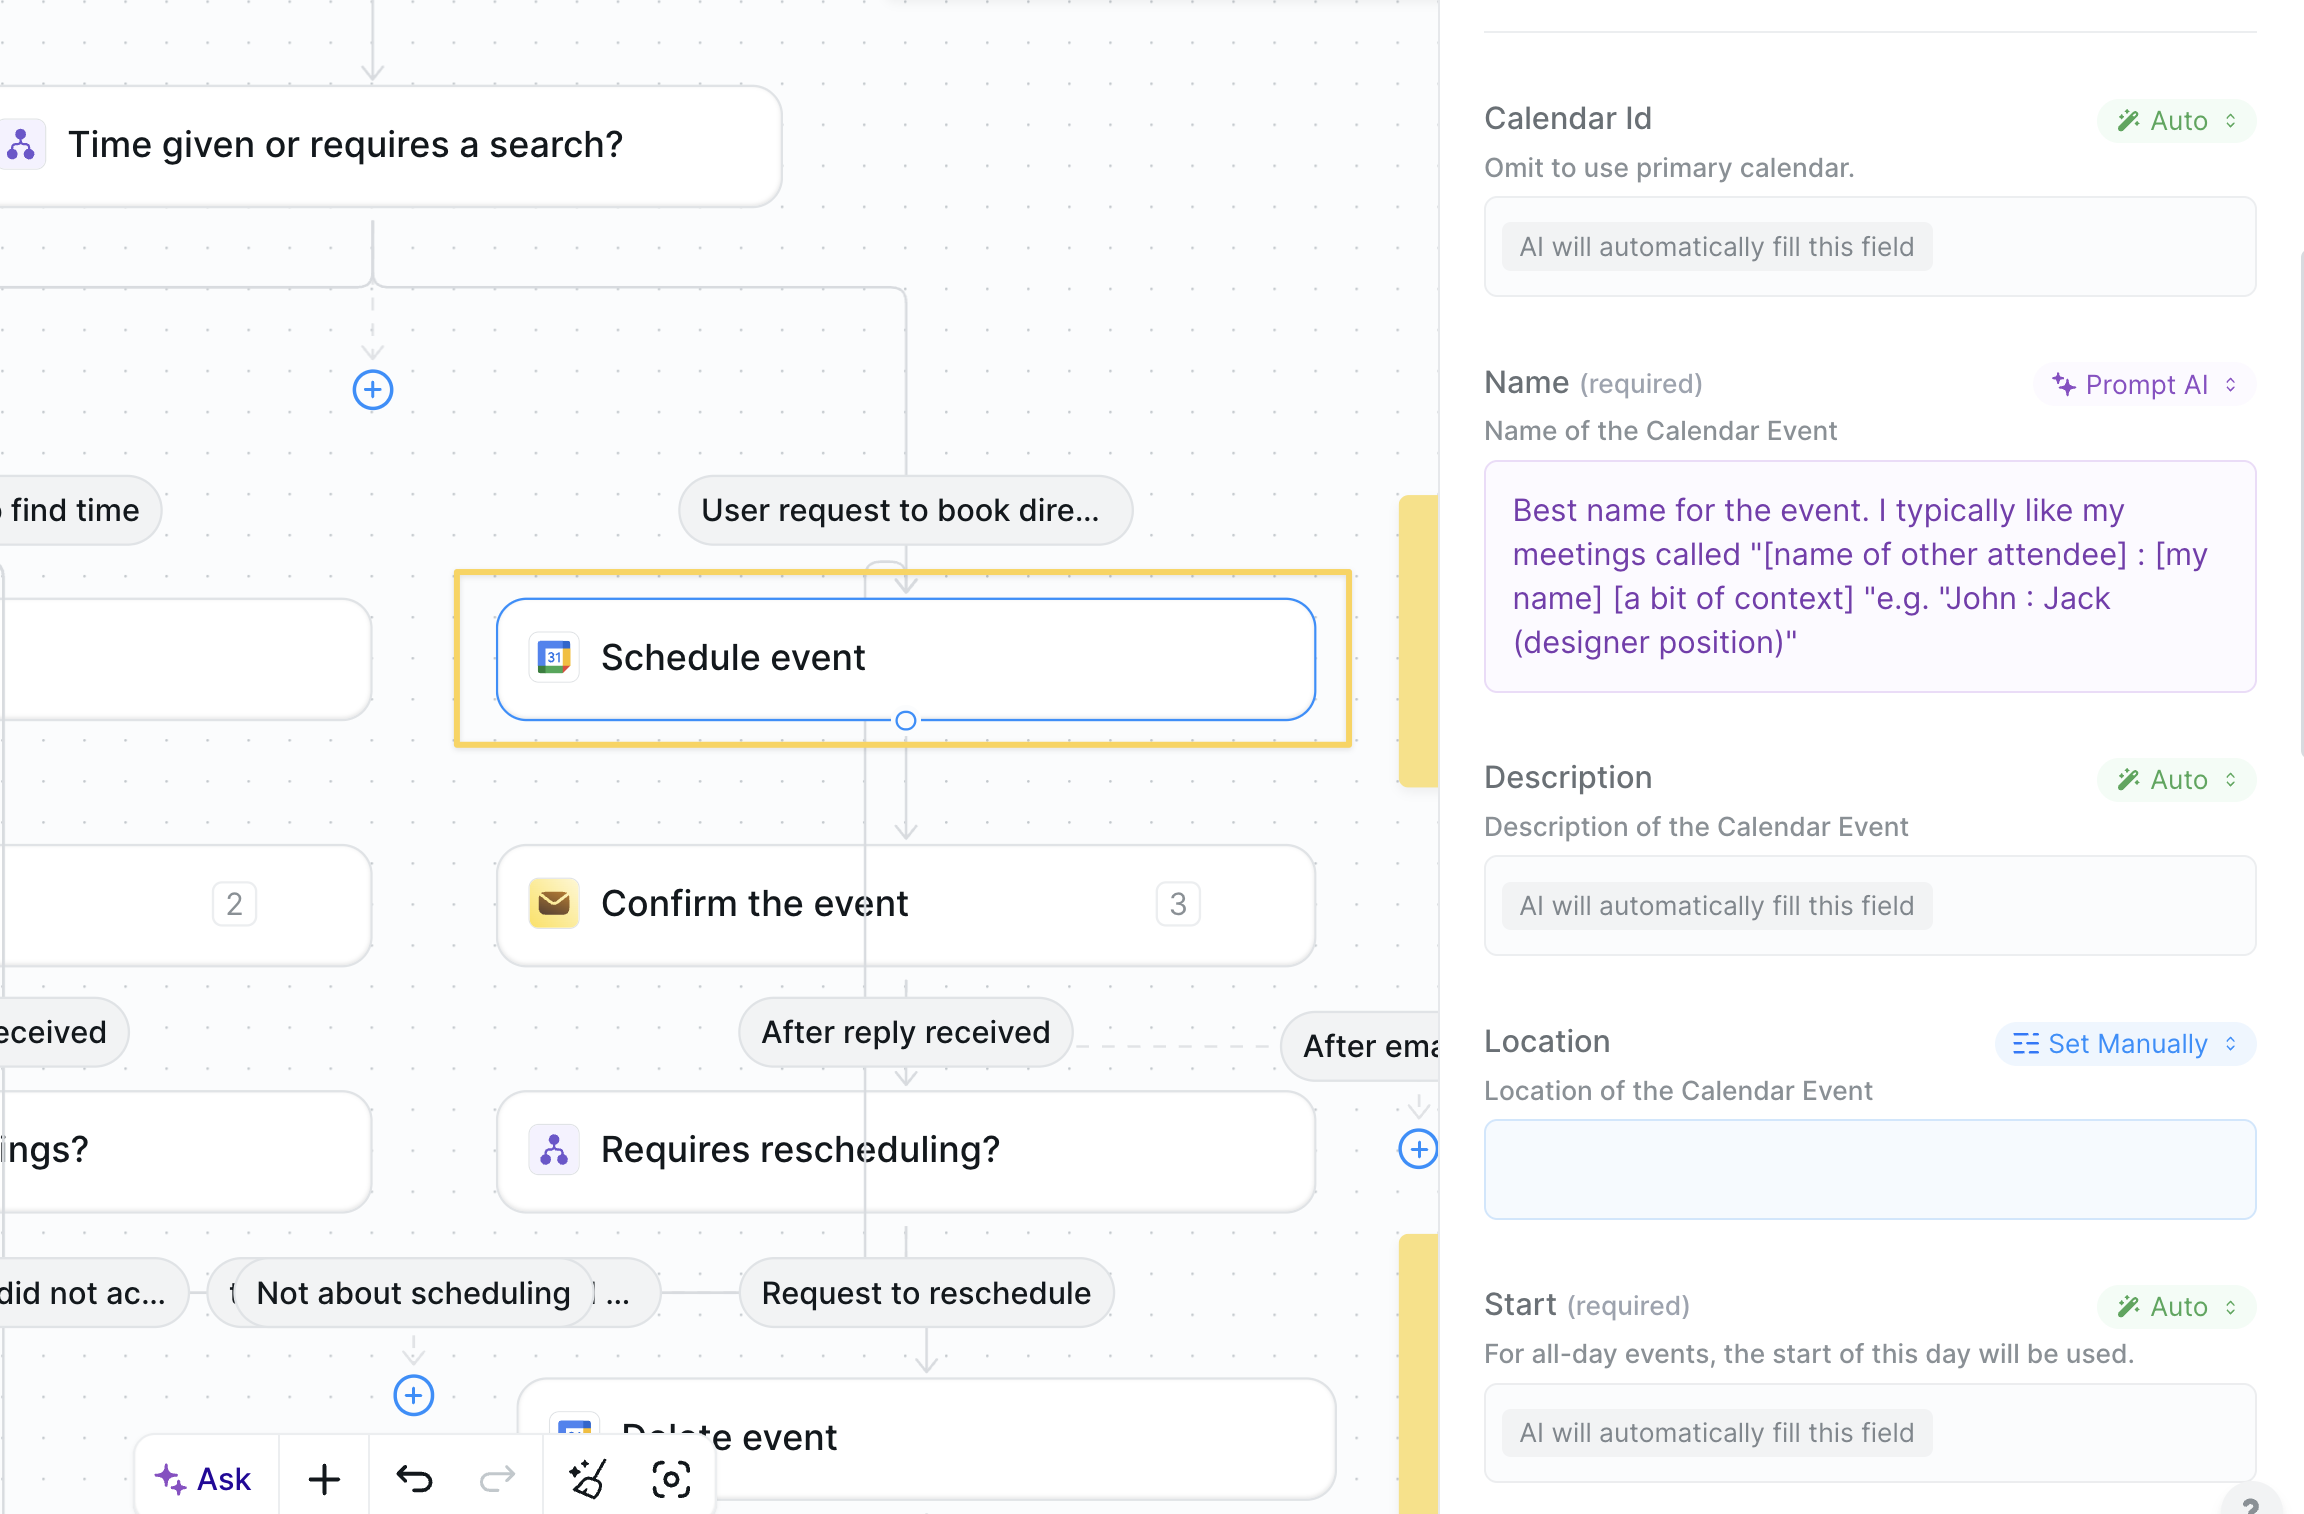 Time given or requires a search?
find time
User request to book dire...
31
Schedule event
2
Confirm the event
3
eceived
After reply received
After ema
ings?
Requires rescheduling?
did not ac...
Not about scheduling
...
Request to reschedule
Delete event
Ask
Calendar Id
Auto
Omit to use primary calendar.
AI will automatically fill this field
Name (required)
Prompt AI
Name of the Calendar Event
Best name for the event. I typically like my
meetings called "[name of other attendee] : [my
name] [a bit of context] "e.g. "John : Jack
(designer position)"
Description
Auto
Description of the Calendar Event
AI will automatically fill this field
Location
Set Manually
Location of the Calendar Event
Start (required)
Auto
For all-day events, the start of this day will be used.
AI will automatically fill this field
?